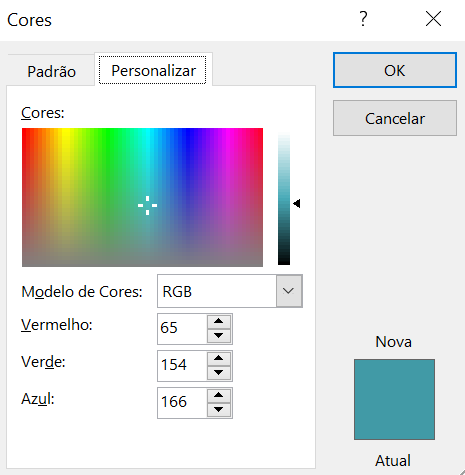 Cores
?
Padrão
Personalizar
OK
Cancelar
Cores:
Modelo de Cores:
RGB
Vermelho:
65
Verde:
154
Azul:
166
Nova
Atual